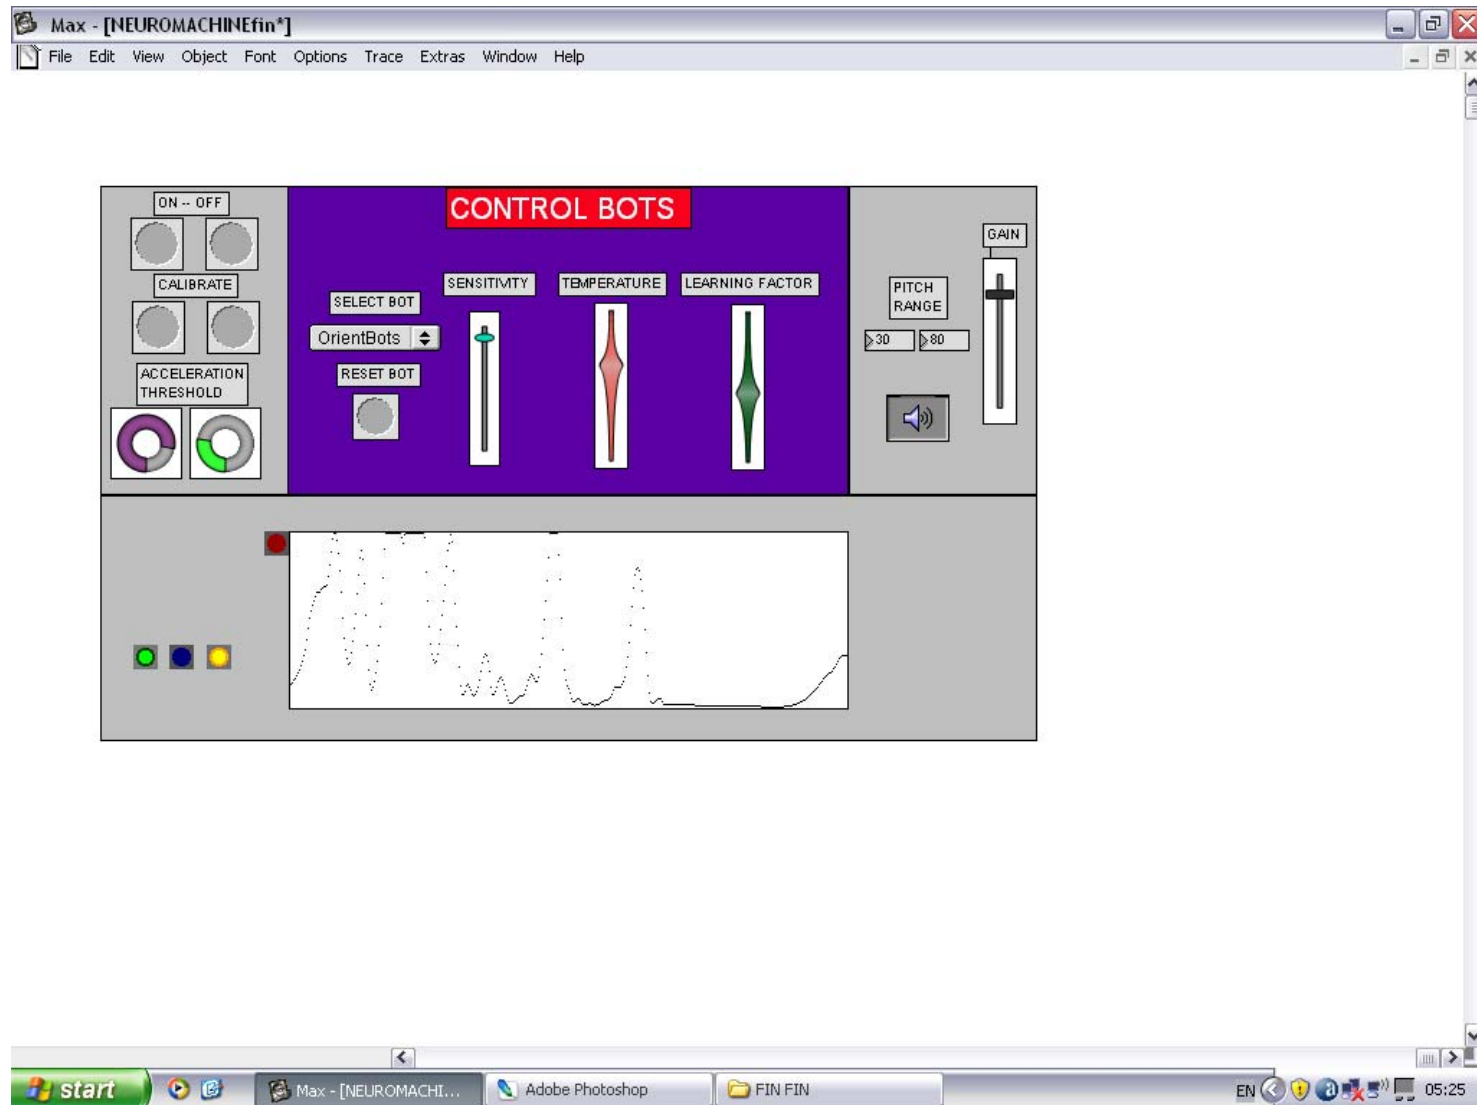 Max - [NEUROMACHINEfin*]
File Edit View Object Font Options Trace Extras Window Help
ON -- OFF
CALIBRATE
ACCELERATION
THRESHOLD
CONTROL BOTS
SELECT BOT
OrientBots
RESET BOT
SENSITIVITY
TEMPERATURE
LEARNING FACTOR
PITCH
RANGE
30
80
GAIN
start
Max - [NEUROMACHI...
Adobe Photoshop
FIN FIN
EN
05:25